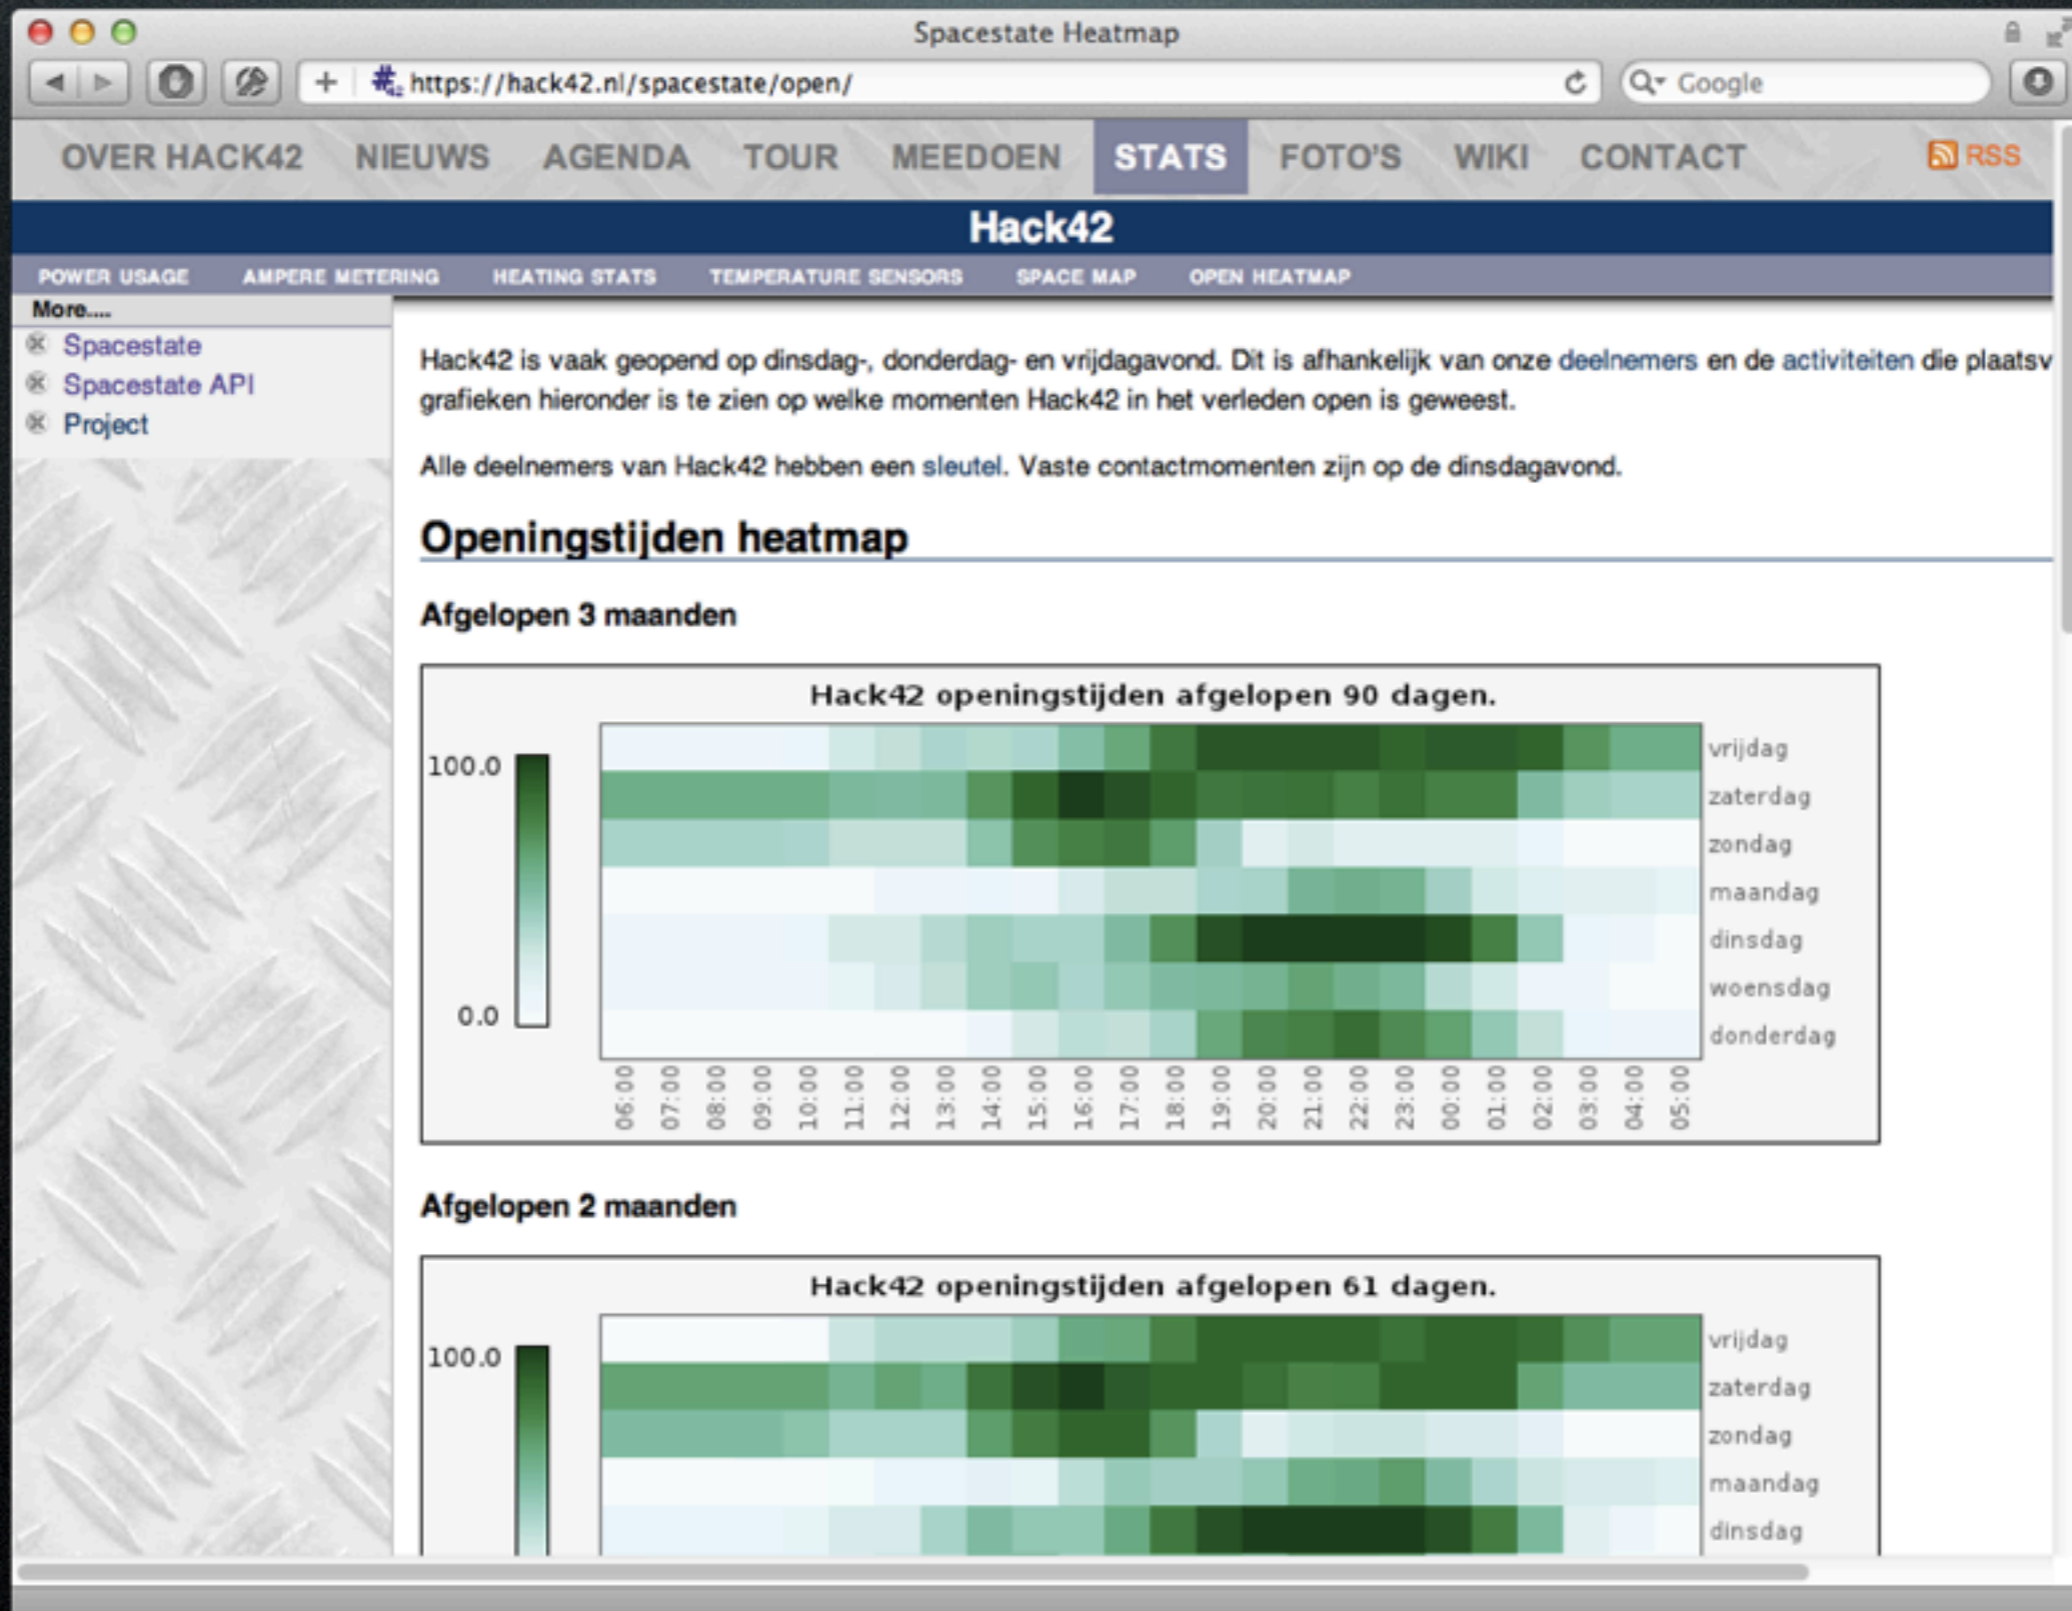 Spacestate Heatmap
https://hack42.nl/spacestate/open/
Google
OVER HACK42 NIEUWS AGENDA TOUR MEEDOEN STATS FOTO'S WIKI CONTACT RSS
Hack42
POWER USAGE AMPERE METERING HEATING STATS TEMPERATURE SENSORS SPACE MAP OPEN HEATMAP
More....
Spacestate
Spacestate API
Project
Hack42 is vaak geopend op dinsdag-, donderdag- en vrijdagavond. Dit is afhankelijk van onze deelnemers en de activiteiten die plaatsv
grafieken hieronder is te zien op welke momenten Hack42 in het verleden open is geweest.
Alle deelnemers van Hack42 hebben een sleutel. Vaste contactmomenten zijn op de dinsdagavond.
Openingstijden heatmap
Afgelopen 3 maanden
Hack42 openingstijden afgelopen 90 dagen.
100.0
0.0
vrijdag
zaterdag
zondag
maandag
dinsdag
woensdag
donderdag
06:00 07:00 08:00 09:00 10:00 11:00 12:00 13:00 14:00 15:00 16:00 17:00 18:00 19:00 20:00 21:00 22:00 23:00 00:00 01:00 02:00 03:00 04:00 05:00
Afgelopen 2 maanden
Hack42 openingstijden afgelopen 61 dagen.
100.0
vrijdag
zaterdag
zondag
maandag
dinsdag